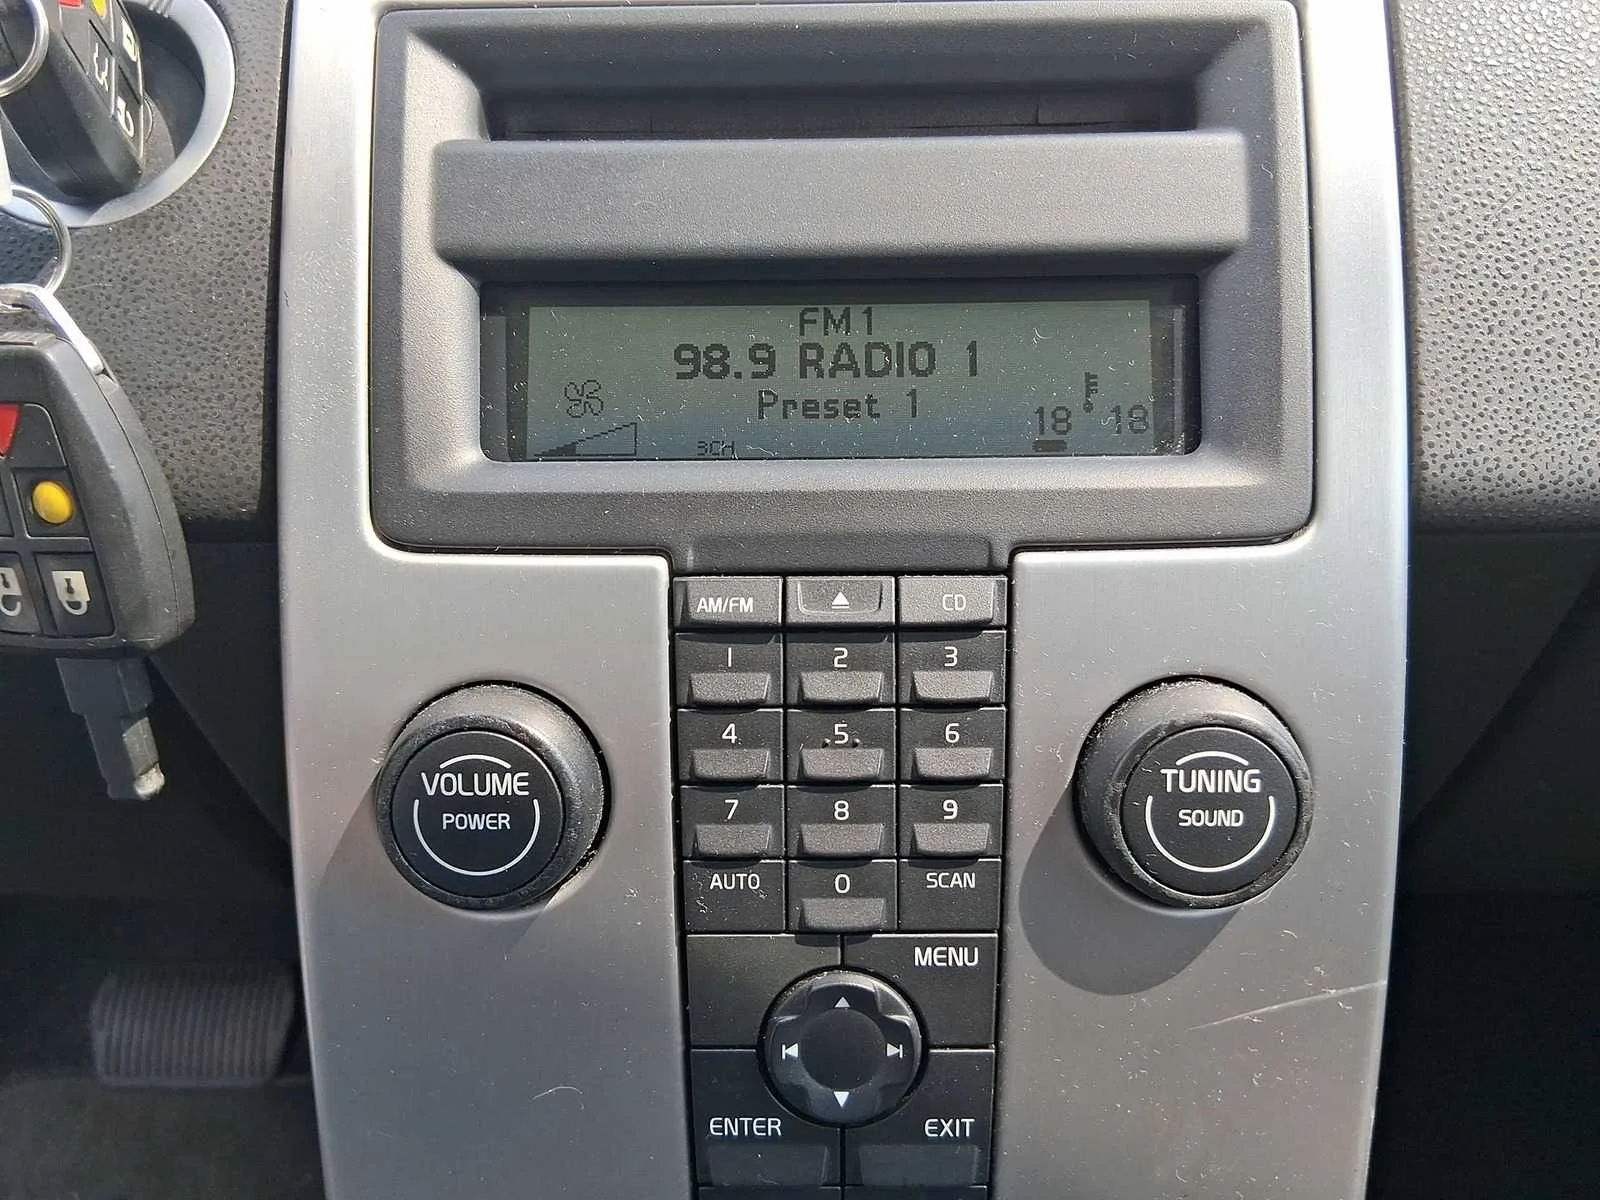 FM1
98.9 RADIO 1
Preset 1
18 18
3CH
AM/FM CD
1 2 3
4 5 6
7 8 9
AUTO 0 SCAN
VOLUME
POWER
TUNING
SOUND
MENU
ENTER EXIT